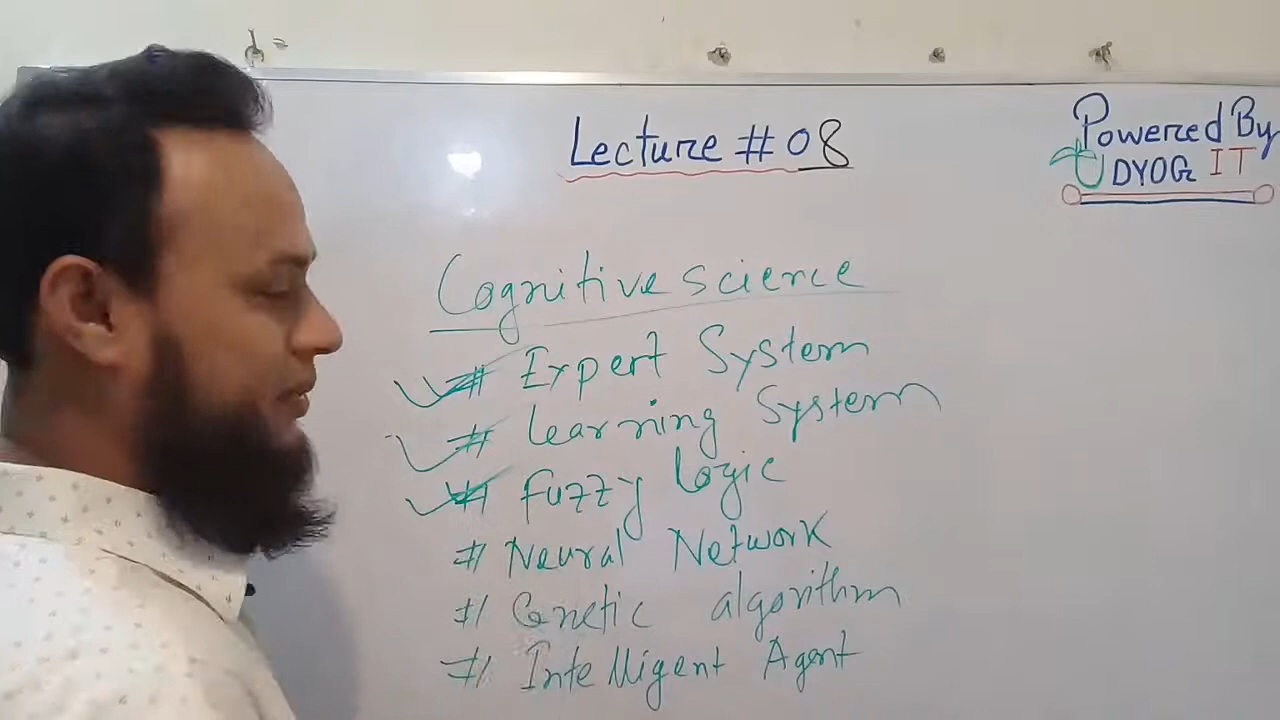 Lecture # 08
Powered By
UDYOG IT
Cognitive science
# Expert System
# Learning System
# Fuzzy Logic
# Neural Network
# Genetic algorithm
# Intelligent Agent